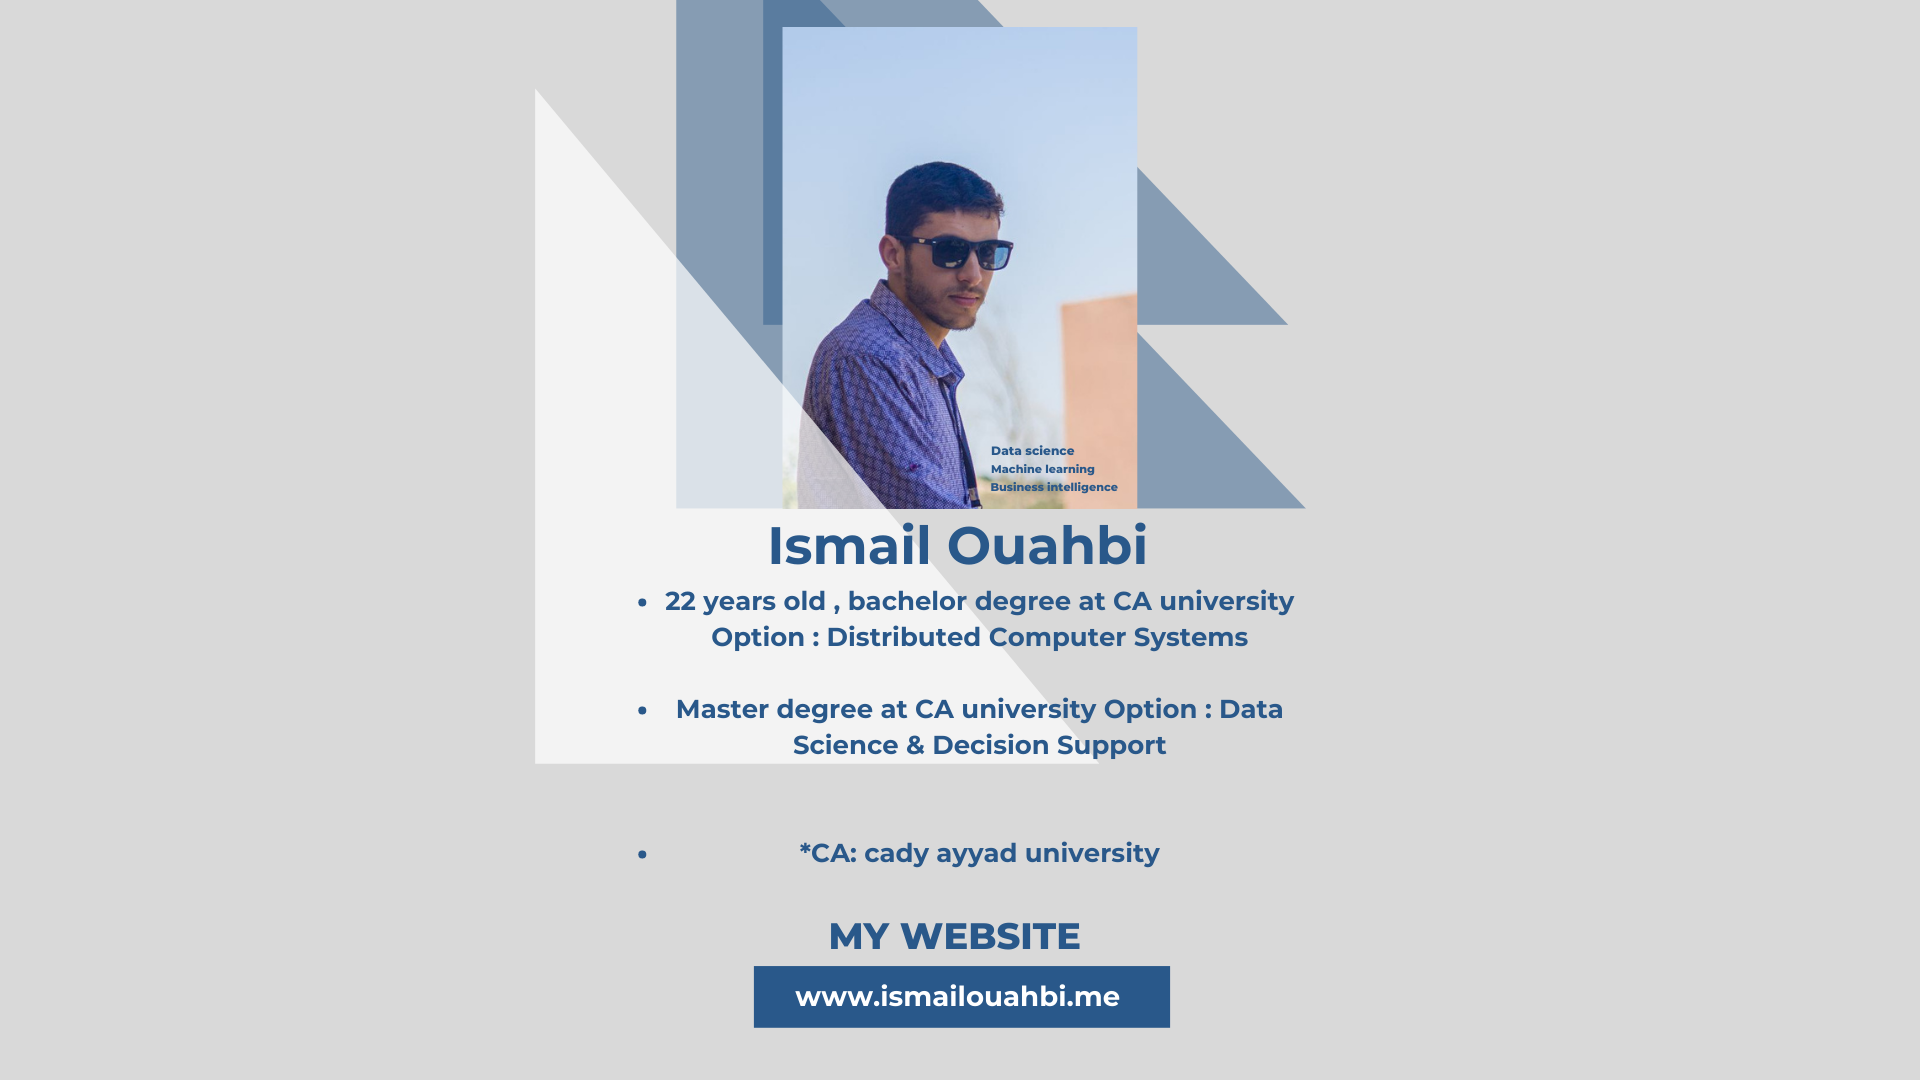 Data science
Machine learning
Business intelligence
Ismail Ouahbi
• 22 years old , bachelor degree at CA university
Option : Distributed Computer Systems
• Master degree at CA university Option : Data
Science & Decision Support
• *CA: cady ayyad university
MY WEBSITE
www.ismailouahbi.me